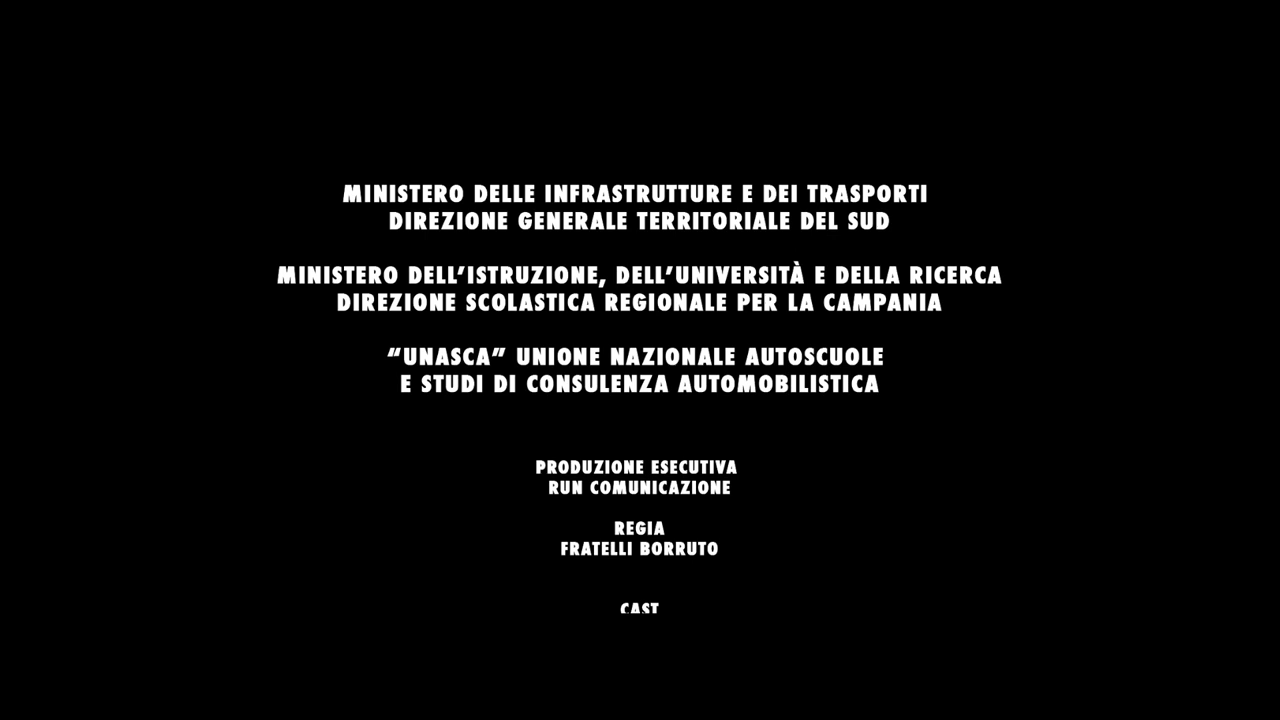 MINISTERO DELLE INFRASTRUTTURE E DEI TRASPORTI
DIREZIONE GENERALE TERRITORIALE DEL SUD
MINISTERO DELL'ISTRUZIONE, DELL'UNIVERSITÀ E DELLA RICERCA
DIREZIONE SCOLASTICA REGIONALE PER LA CAMPANIA
“UNASCA” UNIONE NAZIONALE AUTOSCUOLE
E STUDI DI CONSULENZA AUTOMOBILISTICA
PRODUZIONE ESECUTIVA
RUN COMUNICAZIONE
REGIA
FRATELLI BORRUTO
CAST